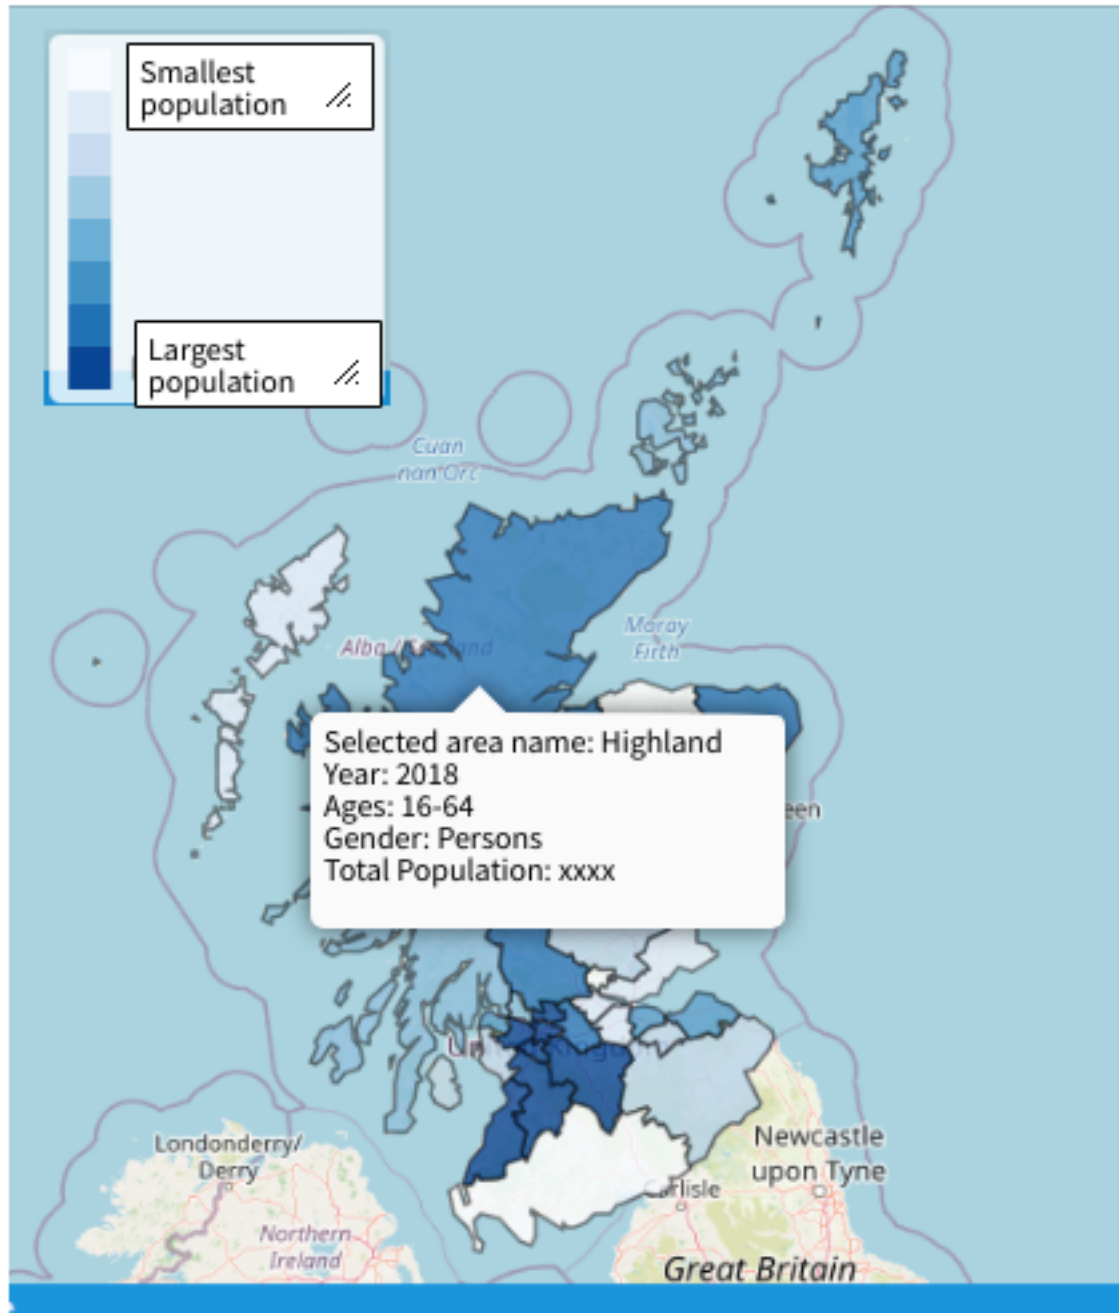 Smallest
population
Largest
population
Cuan
nan Orc
Moray
Firth
Selected area name: Highland
Year: 2018
Ages: 16-64
Gender: Persons
Total Population: xxxx
een
Londonderry/
Derry
Newcastle
upon Tyne
Carlisle
Northern
Ireland
Great Britain